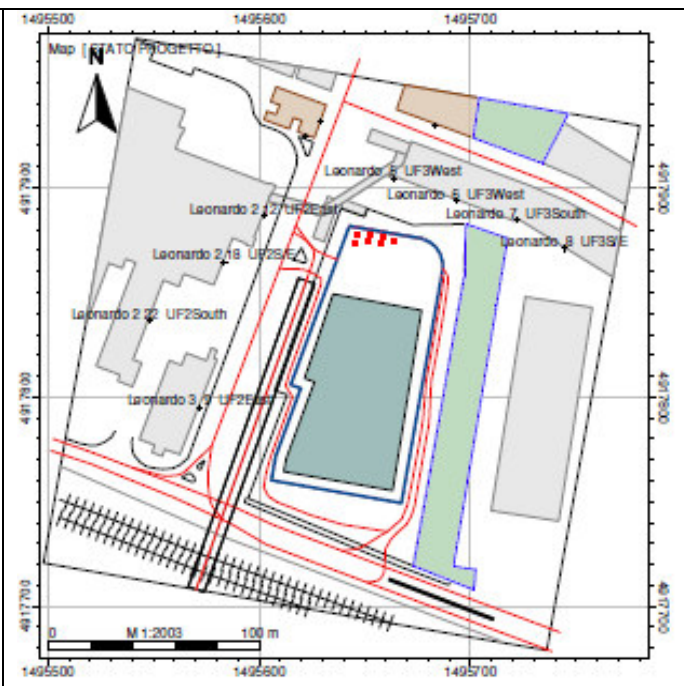 1495500 1495600 1495700
Map [ STATO PROGETTO ]
N
Leonardo 5 UF3West
4917900 4917900
Leonardo 6 UF3West
Leonardo 2 12 UF2East
Leonardo 7 UF3South
Leonardo 8 UF3S/E
Leonardo 2 18 UF2S/E
Leonardo 2 22 UF2South
4917800 4917800
Leonardo 3 9 UF2East
4917700 4917700
0 M 1:2003 100 m
1495500 1495600 1495700